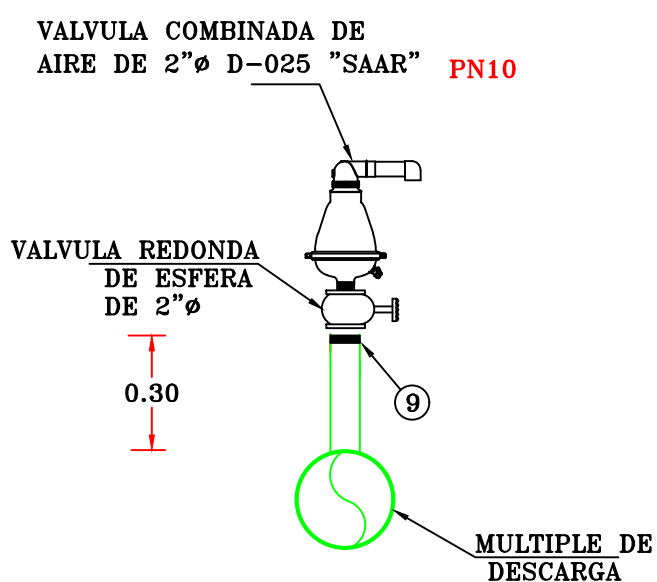 VALVULA COMBINADA DE
AIRE DE 2"ø D-025 "SAAR" PN10
VALVULA REDONDA
DE ESFERA
DE 2"ø
0.30
9
MULTIPLE DE
DESCARGA